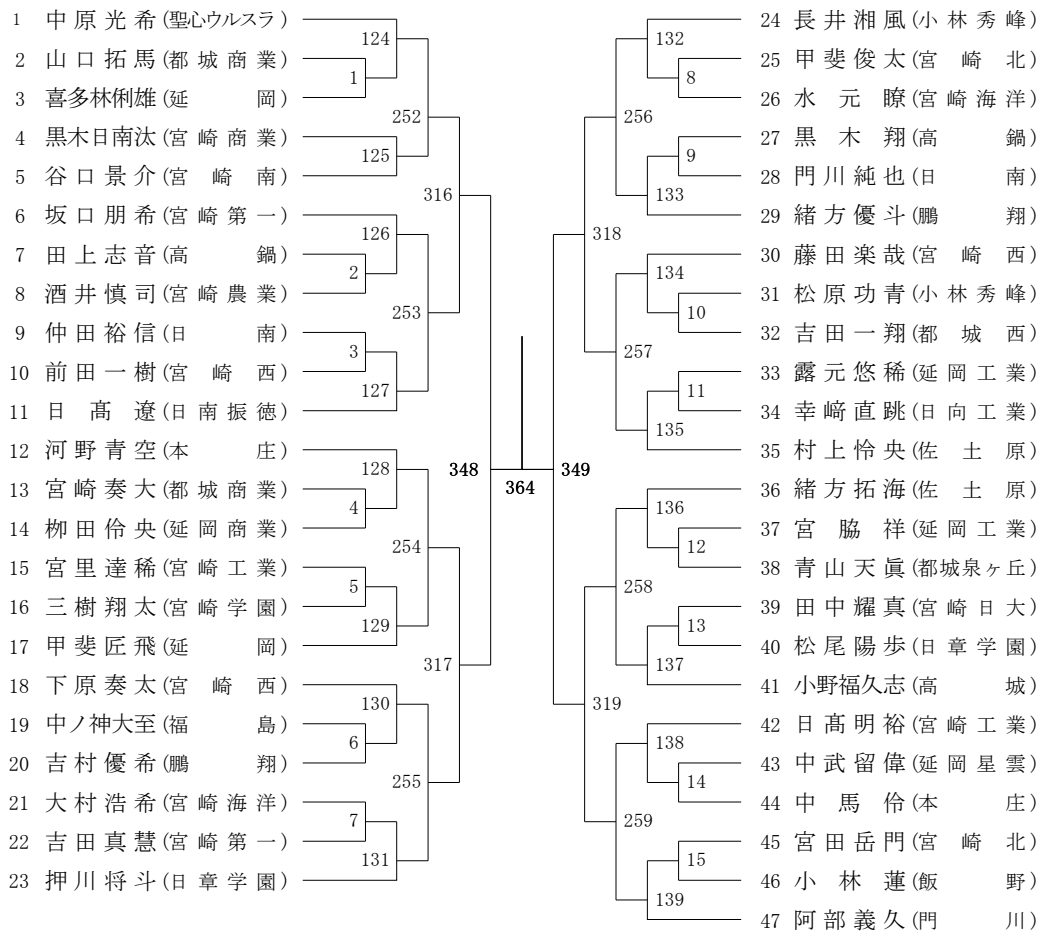 1 中原光希(聖心ウルスラ)
2 山口拓馬(都城商業)
3 喜多林俐雄(延岡)
4 黒木日南汰(宮崎商業)
5 谷口景介(宮崎南)
6 坂口朋希(宮崎第一)
7 田上志音(高鍋)
8 酒井慎司(宮崎農業)
9 仲田裕信(日南)
10 前田一樹(宮崎西)
11 日髙遼(日南振徳)
12 河野青空(本庄)
13 宮崎奏大(都城商業)
14 栁田伶央(延岡商業)
15 宮里達稀(宮崎工業)
16 三樹翔太(宮崎学園)
17 甲斐匠飛(延岡)
18 下原奏太(宮崎西)
19 中ノ神大至(福島)
20 吉村優希(鵬翔)
21 大村浩希(宮崎海洋)
22 吉田真慧(宮崎第一)
23 押川将斗(日章学園)
124
1
252
125
316
126
2
253
3
127
348
128
4
254
5
129
317
130
6
255
7
131
364
349
132
8
256
9
133
318
134
10
257
11
135
136
12
258
13
137
319
138
14
259
15
139
24 長井湘風(小林秀峰)
25 甲斐俊太(宮崎北)
26 水元瞭(宮崎海洋)
27 黒木翔(高鍋)
28 門川純也(日南)
29 緒方優斗(鵬翔)
30 藤田楽哉(宮崎西)
31 松原功青(小林秀峰)
32 吉田一翔(都城西)
33 露元悠稀(延岡工業)
34 幸﨑直跳(日向工業)
35 村上怜央(佐土原)
36 緒方拓海(佐土原)
37 宮脇祥(延岡工業)
38 青山天眞(都城泉ヶ丘)
39 田中耀真(宮崎日大)
40 松尾陽歩(日章学園)
41 小野福久志(高城)
42 日髙明裕(宮崎工業)
43 中武留偉(延岡星雲)
44 中馬伶(本庄)
45 宮田岳門(宮崎北)
46 小林蓮(飯野)
47 阿部義久(門川)